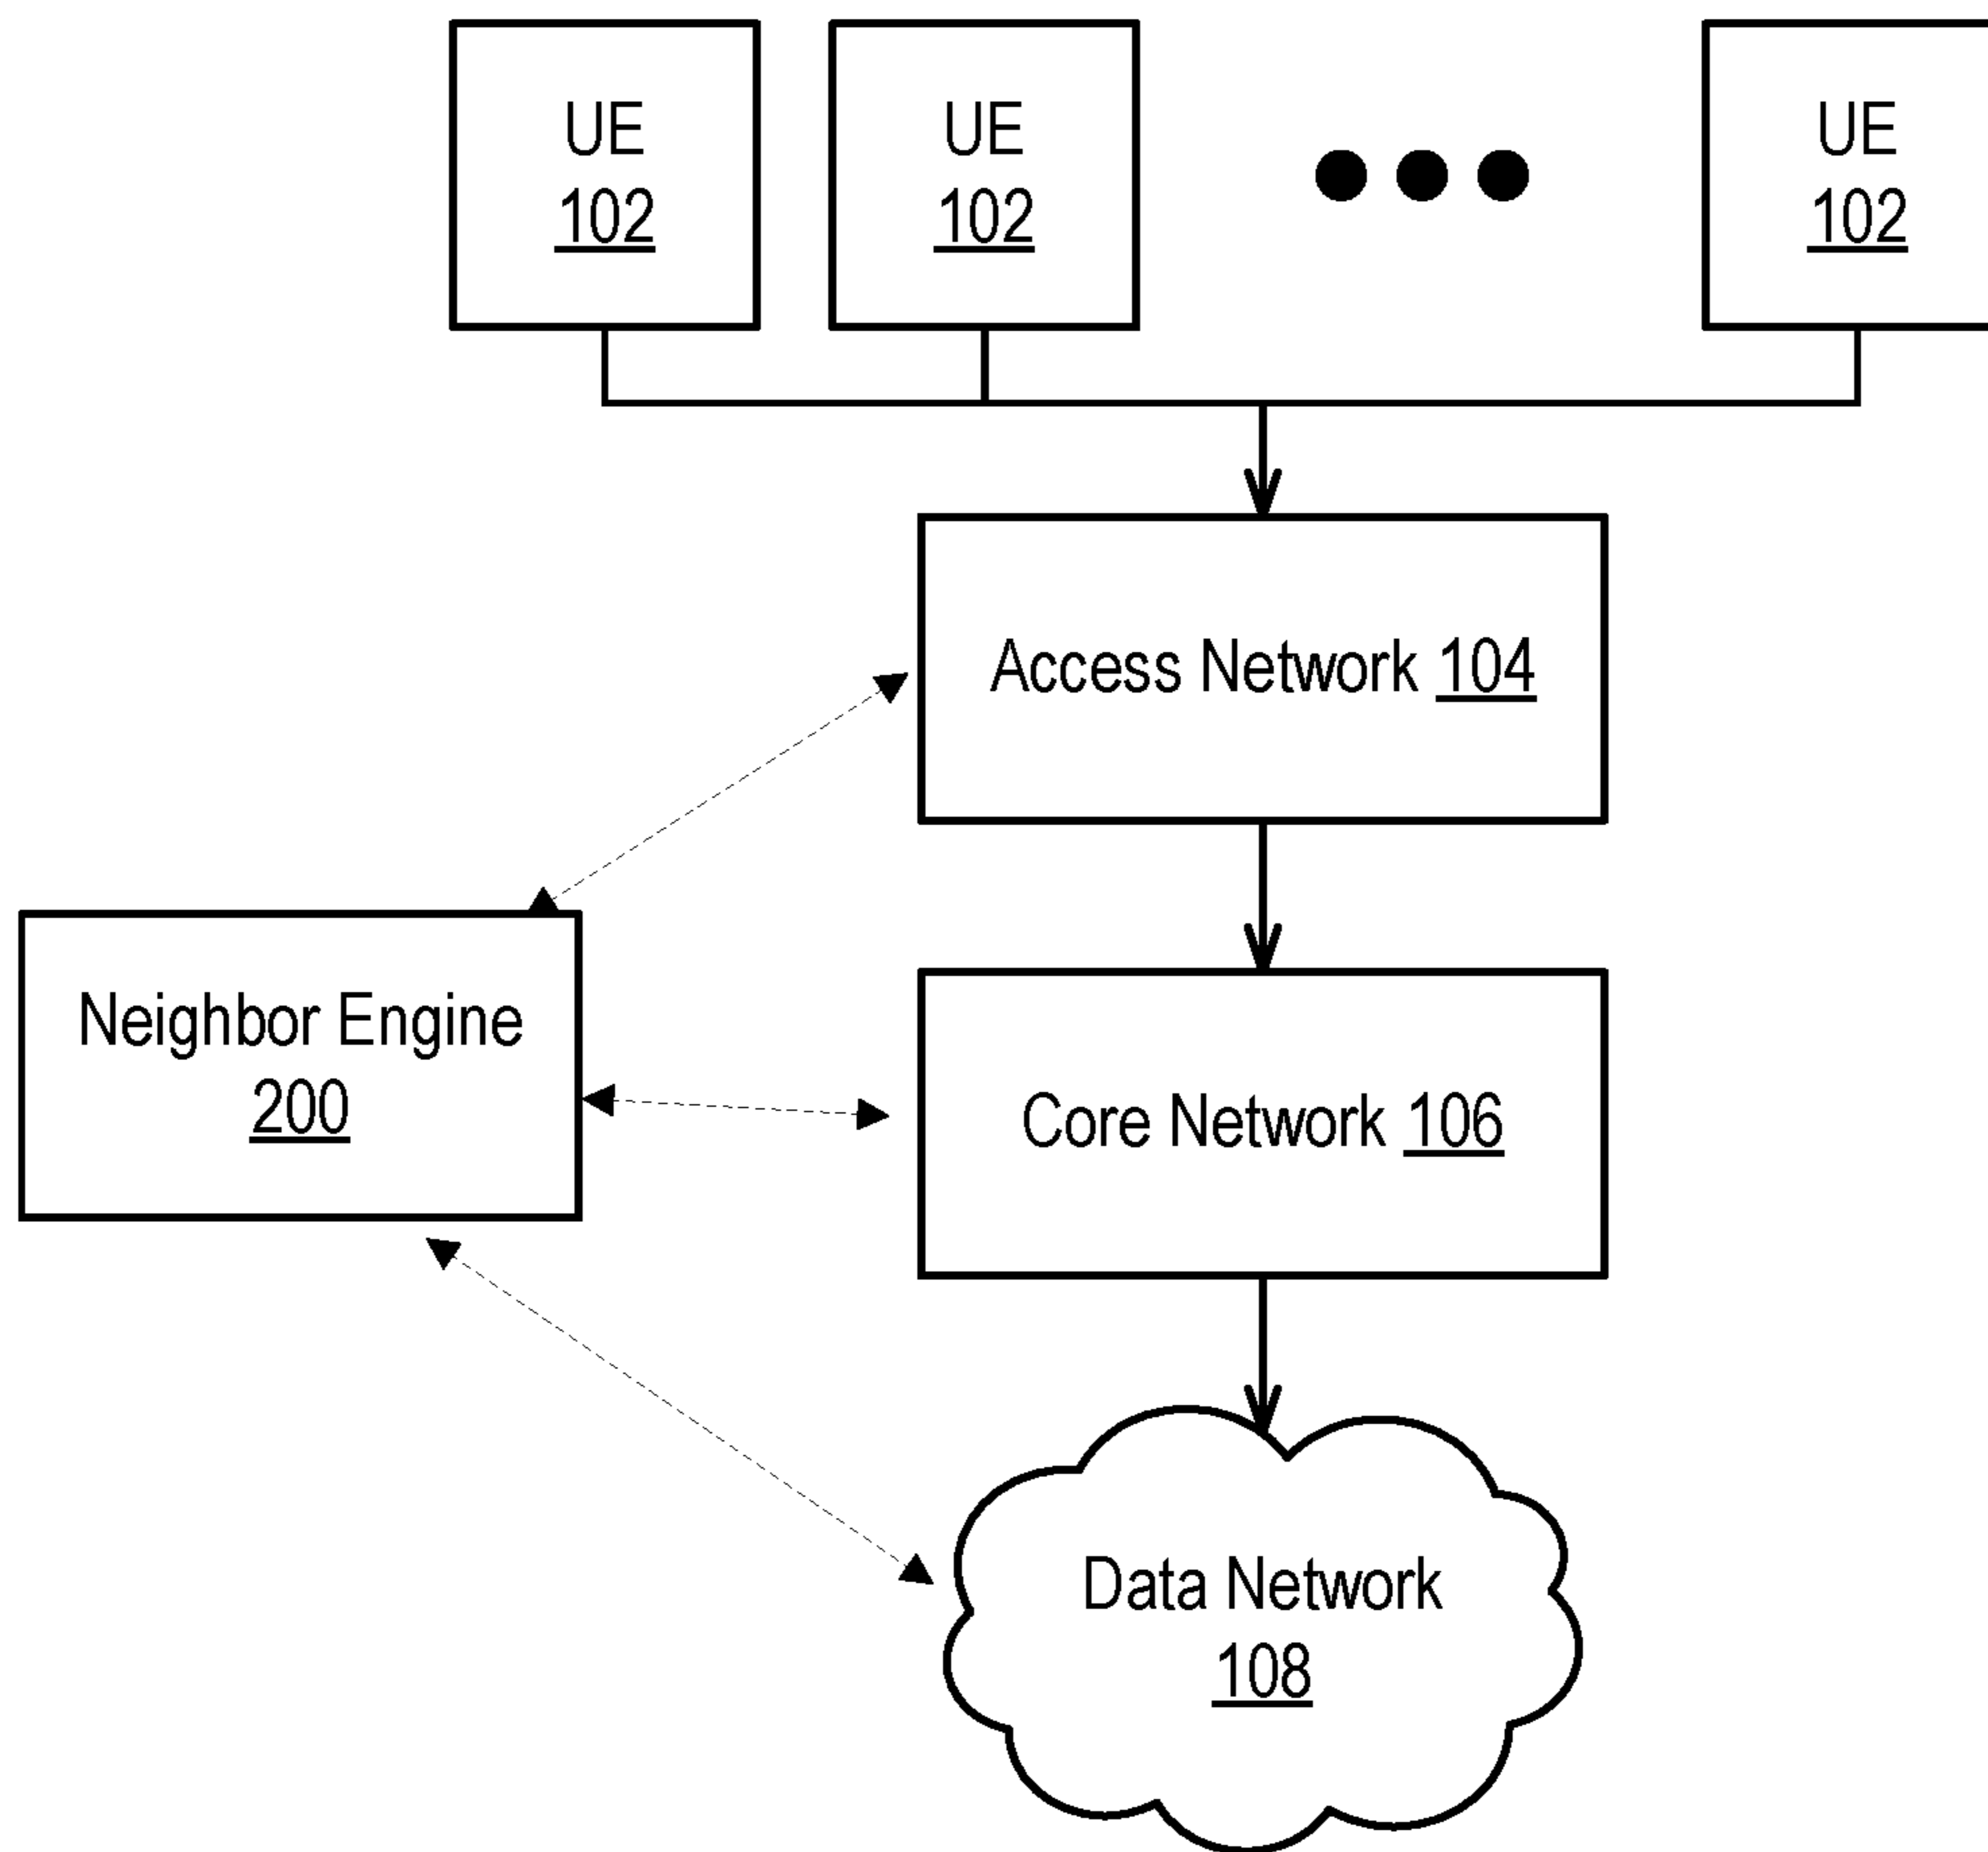 UE
102
UE
102
UE
102
Access Network 104
Neighbor Engine
200
Core Network 106
Data Network
108